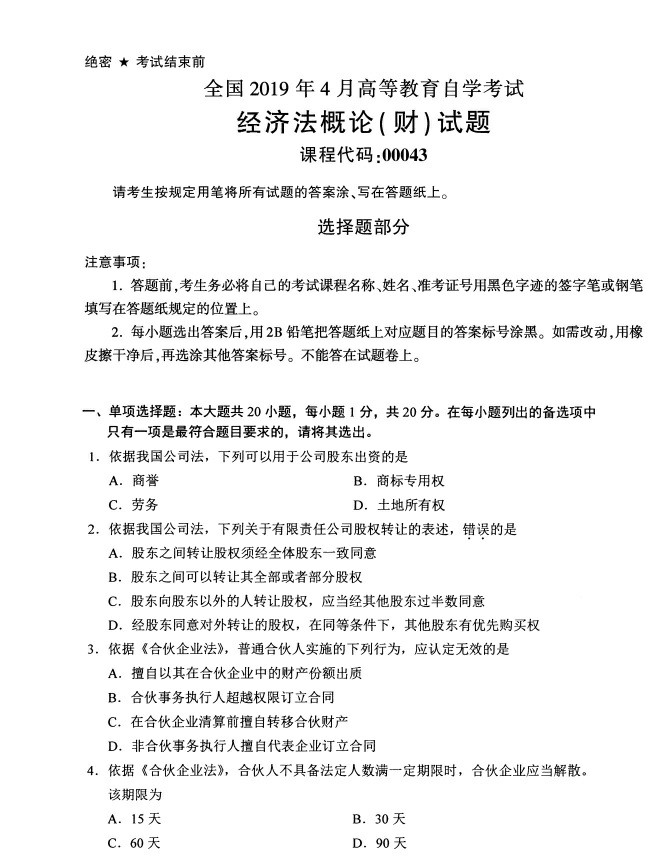 绝密 ★ 考试结束前
全国 2019 年 4 月高等教育自学考试
经济法概论(财)试题
课程代码:00043
请考生按规定用笔将所有试题的答案涂、写在答题纸上。
选择题部分
注意事项:
1. 答题前,考生务必将自己的考试课程名称、姓名、准考证号用黑色字迹的签字笔或钢笔
填写在答题纸规定的位置上。
2. 每小题选出答案后,用 2B 铅笔把答题纸上对应题目的答案标号涂黑。如需改动,用橡
皮擦干净后,再选涂其他答案标号。不能答在试题卷上。
一、单项选择题：本大题共 20 小题，每小题 1 分，共 20 分。在每小题列出的备选项中
只有一项是最符合题目要求的，请将其选出。
1．依据我国公司法，下列可以用于公司股东出资的是
A．商誉 B．商标专用权
C．劳务 D．土地所有权
2．依据我国公司法，下列关于有限责任公司股权转让的表述，错误的是
A．股东之间转让股权须经全体股东一致同意
B．股东之间可以转让其全部或者部分股权
C．股东向股东以外的人转让股权，应当经其他股东过半数同意
D．经股东同意对外转让的股权，在同等条件下，其他股东有优先购买权
3．依据《合伙企业法》，普通合伙人实施的下列行为，应认定无效的是
A．擅自以其在合伙企业中的财产份额出质
B．合伙事务执行人超越权限订立合同
C．在合伙企业清算前擅自转移合伙财产
D．非合伙事务执行人擅自代表企业订立合同
4．依据《合伙企业法》，合伙人不具备法定人数满一定期限时，合伙企业应当解散。
该期限为
A．15 天 B．30 天
C．60 天 D．90 天